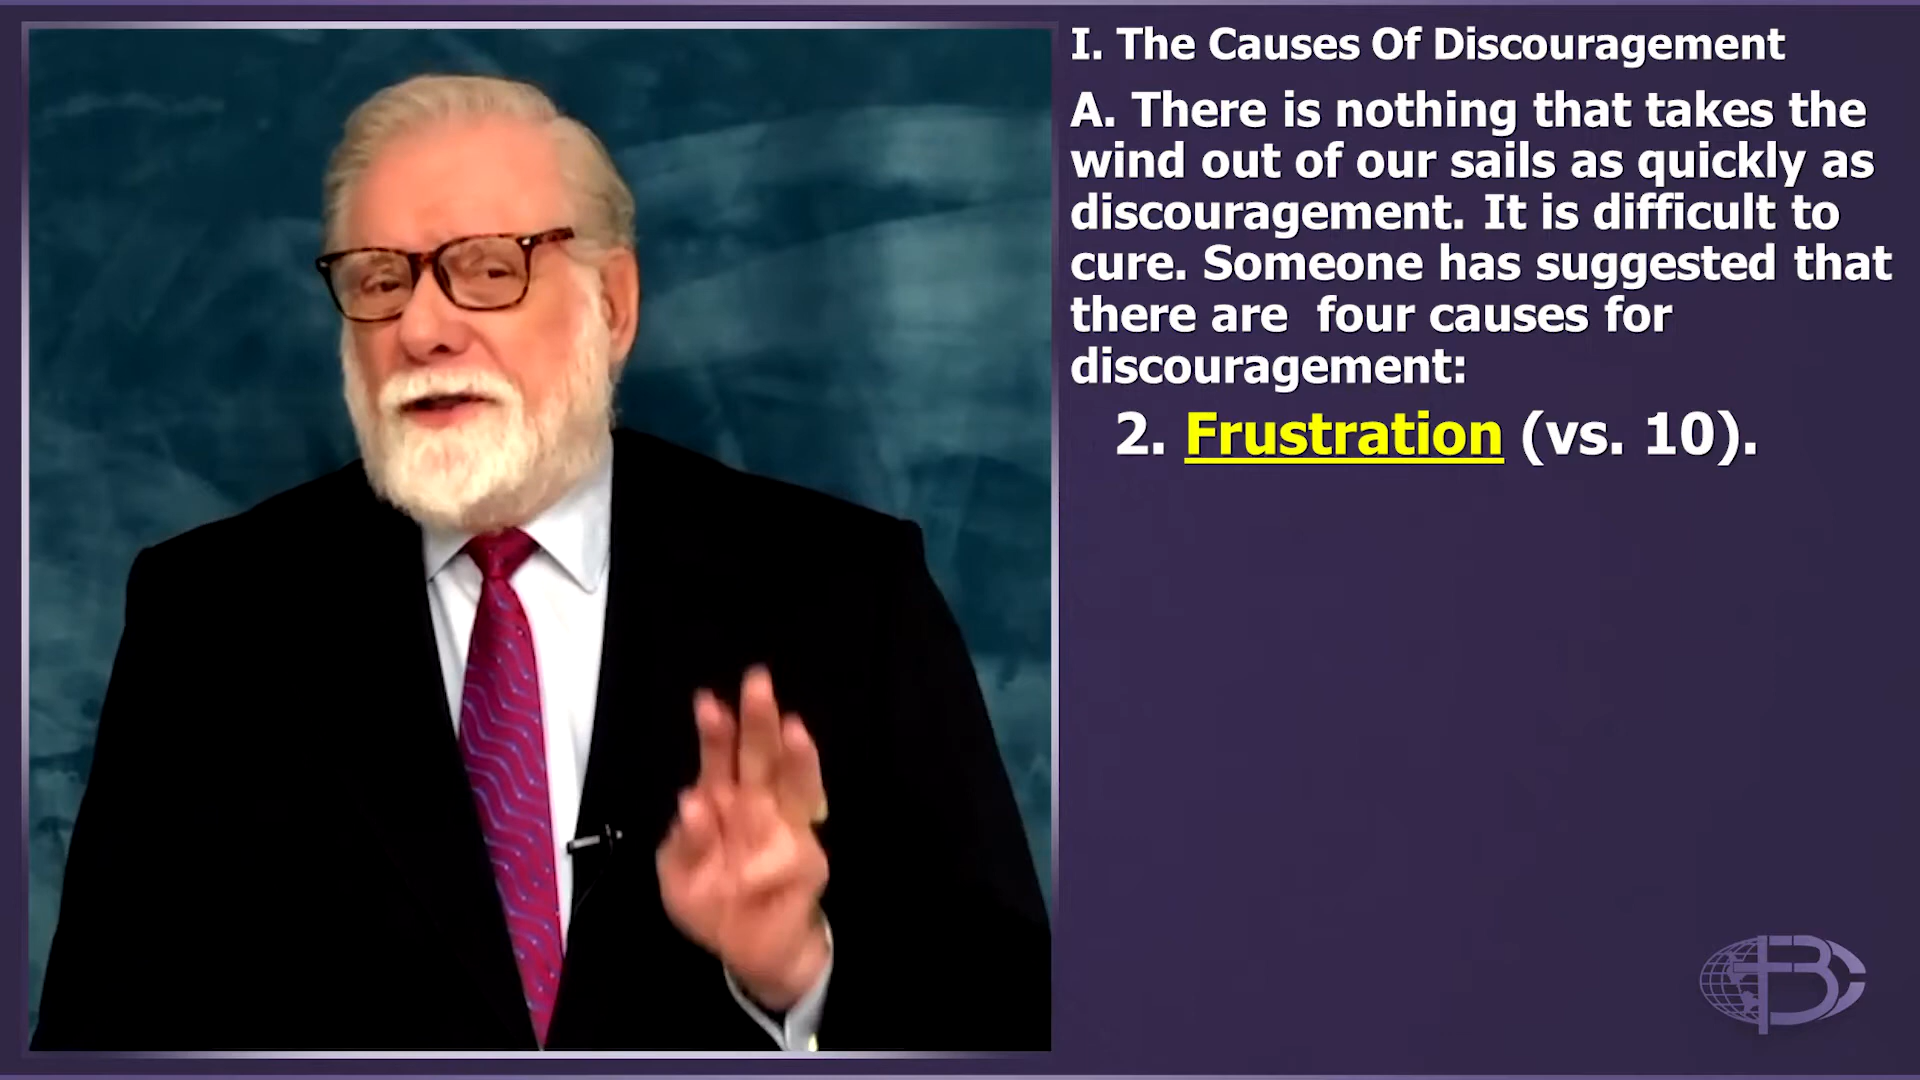 I. The Causes Of Discouragement
A. There is nothing that takes the
wind out of our sails as quickly as
discouragement. It is difficult to
cure. Someone has suggested that
there are  four causes for
discouragement:
2. Frustration (vs. 10).
BC